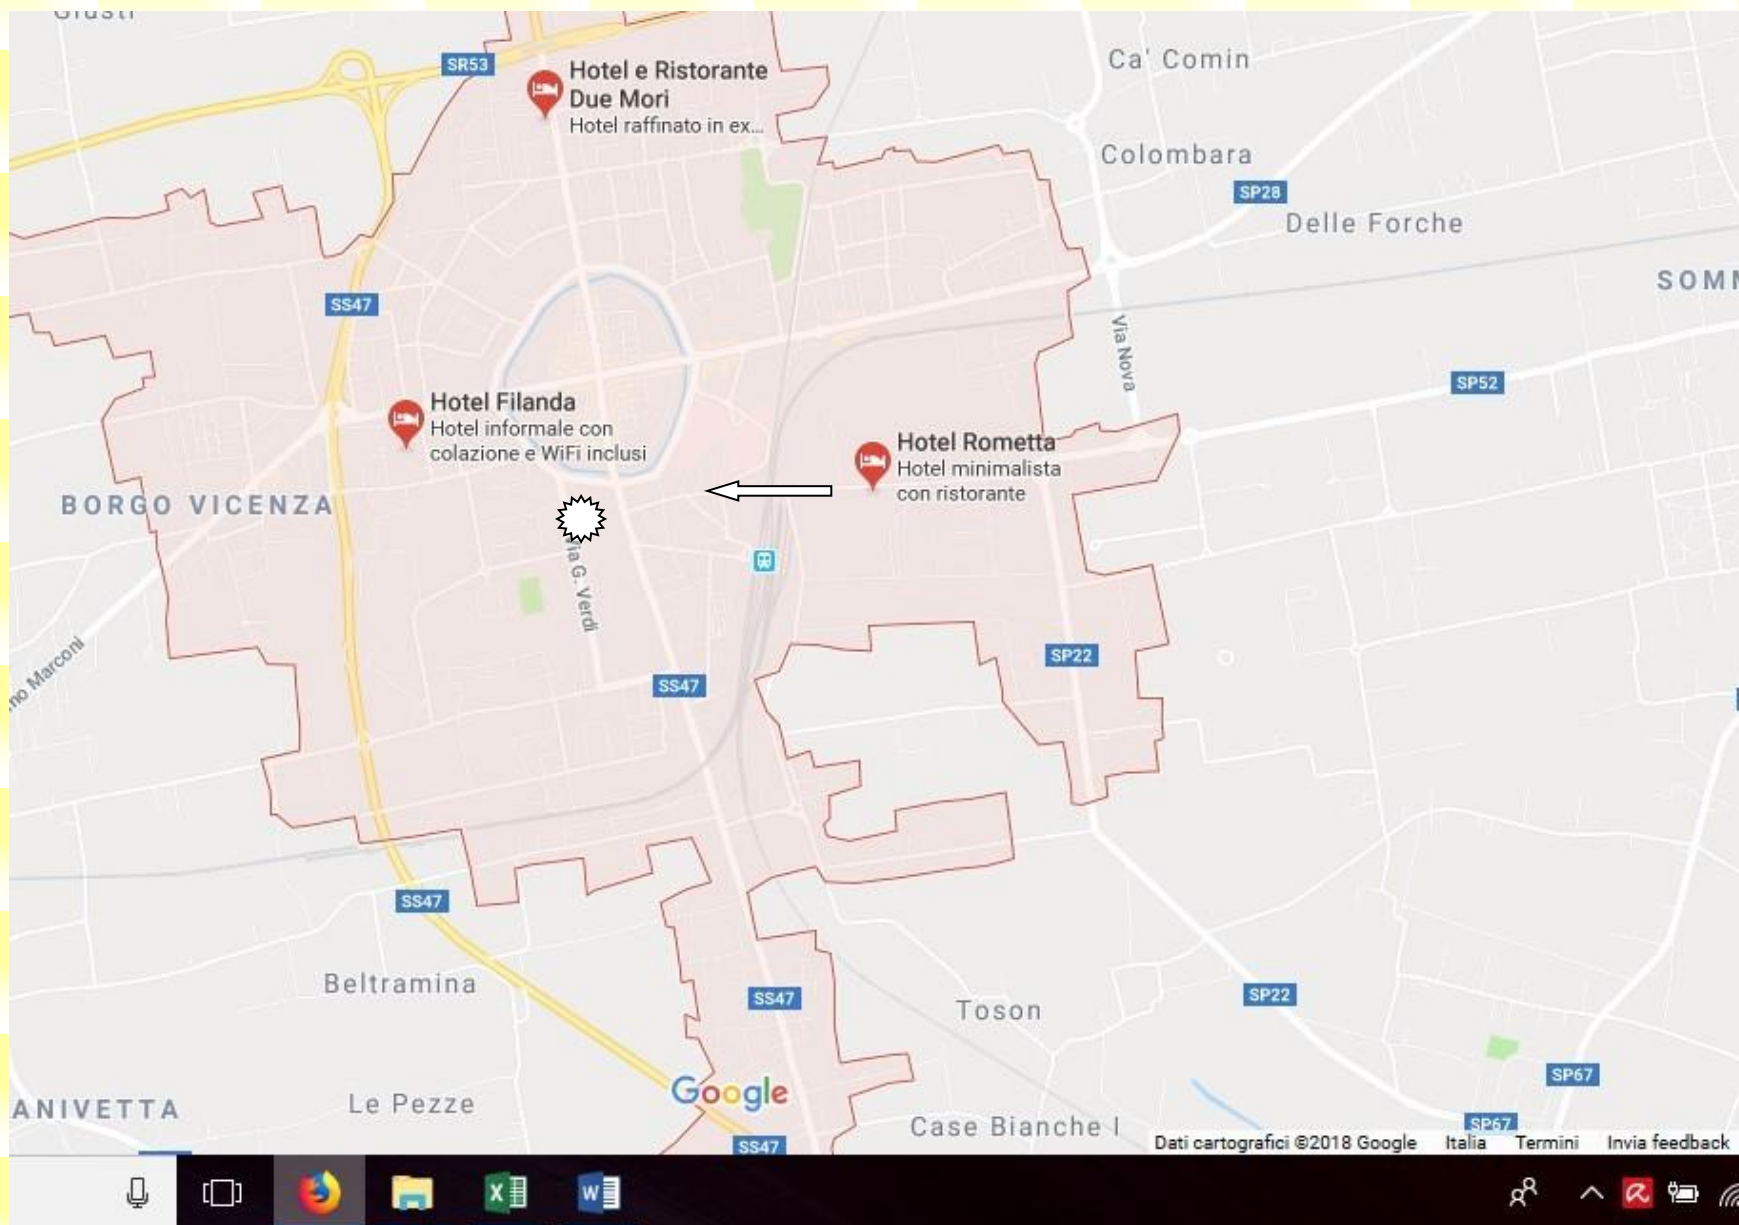 SR53
Hotel e Ristorante
Due Mori
Hotel raffinato in ex...
Ca' Comin
Colombara
SP28
Delle Forche
SS47
Via Nova
SP52
Hotel Filanda
Hotel informale con
colazione e WiFi inclusi
Hotel Rometta
Hotel minimalista
con ristorante
BORGO VICENZA
Via G. Verdi
SP22
SS47
SS47
Beltramina
SS47
Toson
SP22
Le Pezze
Google
SP67
Case Bianche I
SP67
SS47
Dati cartografici ©2018 Google Italia Termini Invia feedback